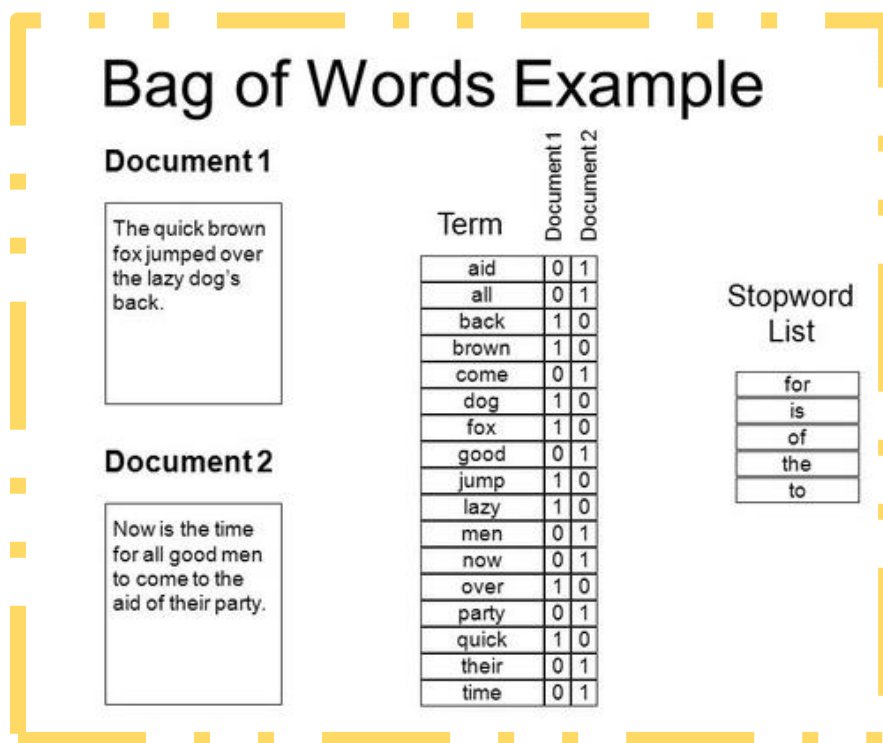 Bag of Words Example
Document 1
The quick brown
fox jumped over
the lazy dog's
back.
Document 2
Now is the time
for all good men
to come to the
aid of their party.
Term Document 1 Document 2
aid 0 1
all 0 1
back 1 0
brown 1 0
come 0 1
dog 1 0
fox 1 0
good 0 1
jump 1 0
lazy 1 0
men 0 1
now 0 1
over 1 0
party 0 1
quick 1 0
their 0 1
time 0 1
Stopword
List
for
is
of
the
to